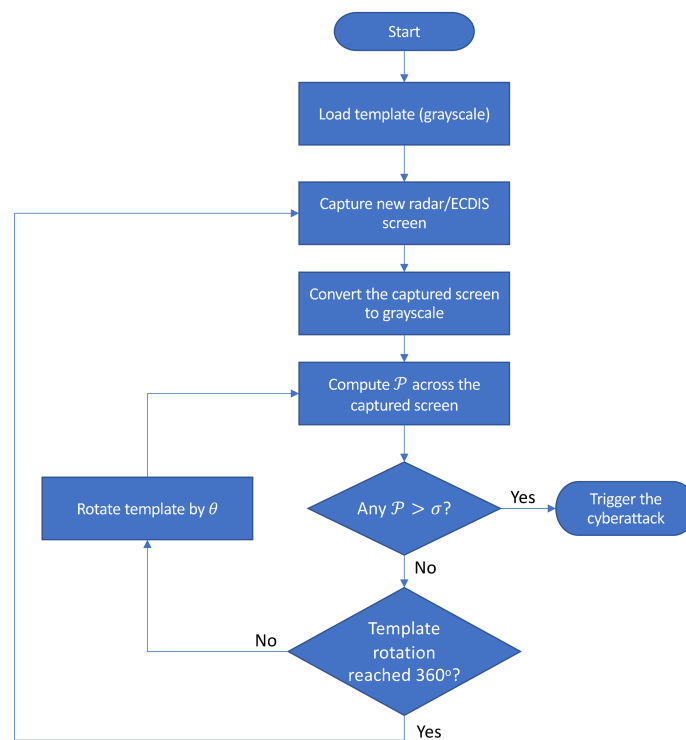 Start
Load template (grayscale)
Capture new radar/ECDIS
screen
Convert the captured screen
to grayscale
Compute 𝒫 across the
captured screen
Rotate template by θ
Any 𝒫 > σ?
Yes
Trigger the
cyberattack
No
Template
rotation
reached 360º?
No
Yes